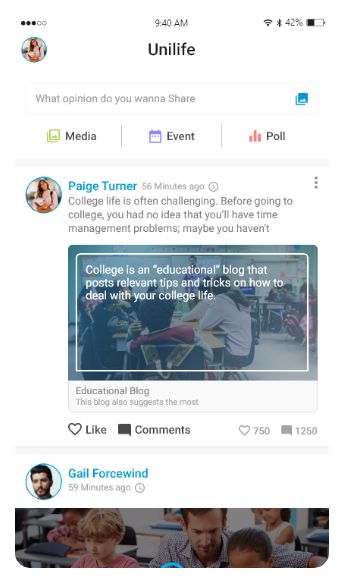 9:40 AM
42%
Unilife
What opinion do you wanna Share
Media
Event
Poll
Paige Turner 56 Minutes ago
College life is often challenging. Before going to
college, you had no idea that you’ll have time
management problems; maybe you haven’t
College is an “educational” blog that
posts relevant tips and tricks on how to
deal with your college life.
Educational Blog
This blog also suggests the most
Like
Comments
750
1250
Gail Forcewind
59 Minutes ago